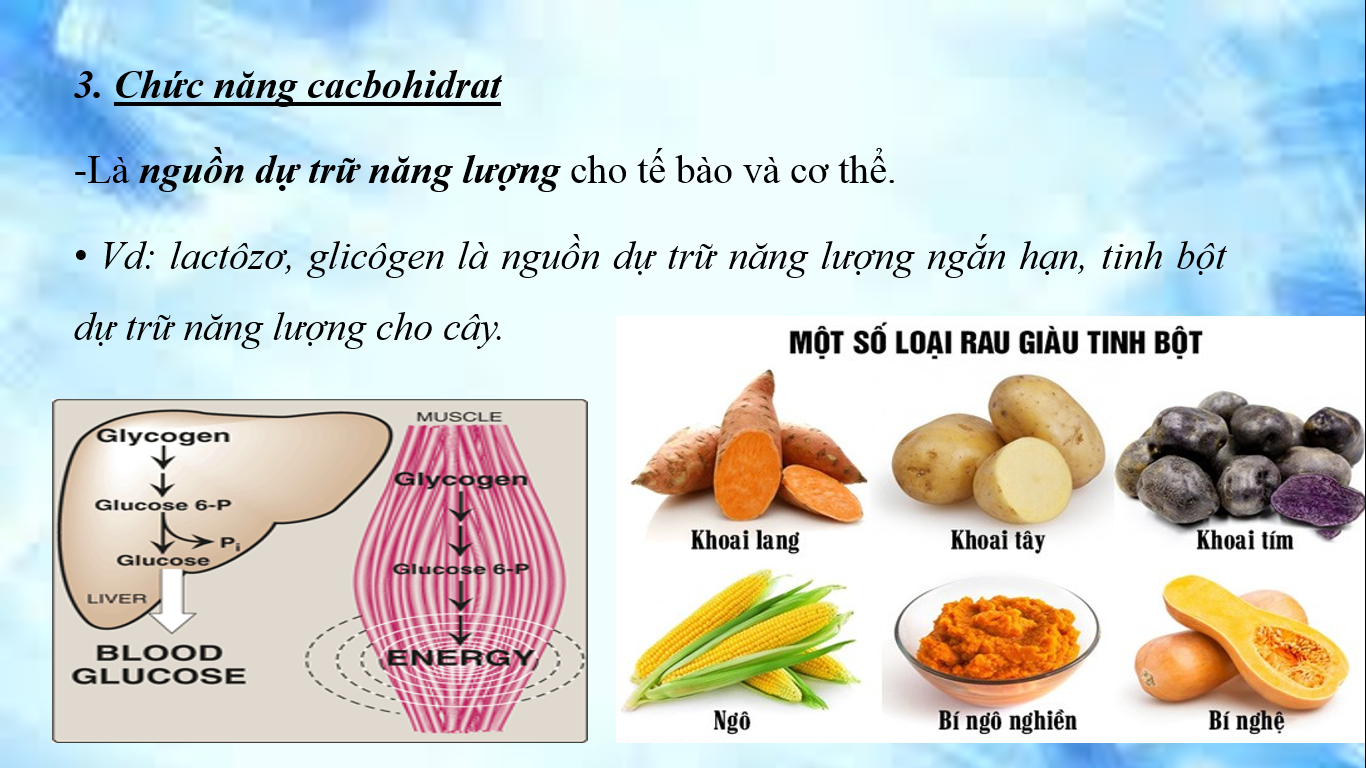 3. Chức năng cacbohidrat
-Là nguồn dự trữ năng lượng cho tế bào và cơ thể.
• Vd: lactôzơ, glicôgen là nguồn dự trữ năng lượng ngắn hạn, tinh bột
dự trữ năng lượng cho cây.
Glycogen
Glucose 6-P
Pi
Glucose
LIVER
BLOOD
GLUCOSE
MUSCLE
Glycogen
Glucose 6-P
ENERGY
MỘT SỐ LOẠI RAU GIÀU TINH BỘT
Khoai lang
Khoai tây
Khoai tím
Ngô
Bí ngô nghiền
Bí nghệ